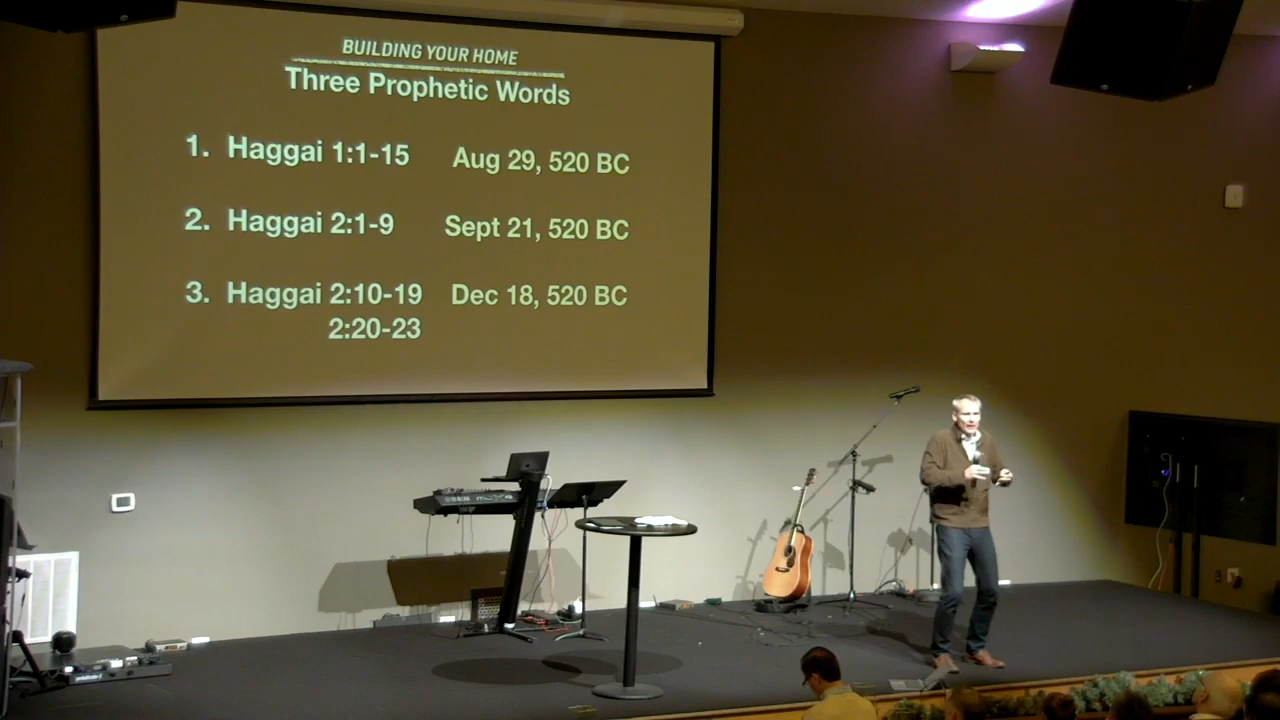 BUILDING YOUR HOME
Three Prophetic Words
1. Haggai 1:1-15 Aug 29, 520 BC
2. Haggai 2:1-9 Sept 21, 520 BC
3. Haggai 2:10-19 Dec 18, 520 BC
2:20-23